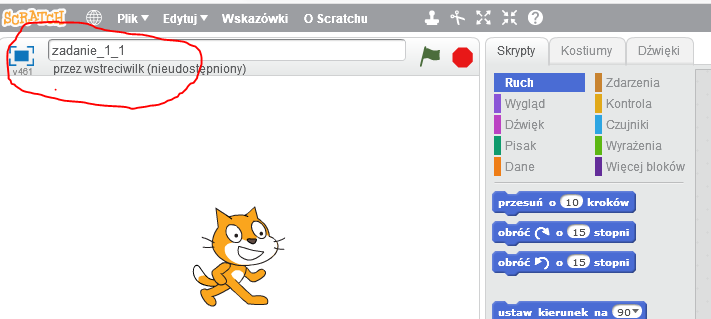 SCRATCH Plik Edytuj Wskazówki O Scratchu
zadanie_1_1
v461 przez wstreciwilk (nieudostępniony)
Skrypty Kostiumy Dźwięki
Ruch Zdarzenia
Wygląd Kontrola
Dźwięk Czujniki
Pisak Wyrażenia
Dane Więcej bloków
przesuń o 10 kroków
obróć o 15 stopni
obróć o 15 stopni
ustaw kierunek na 90